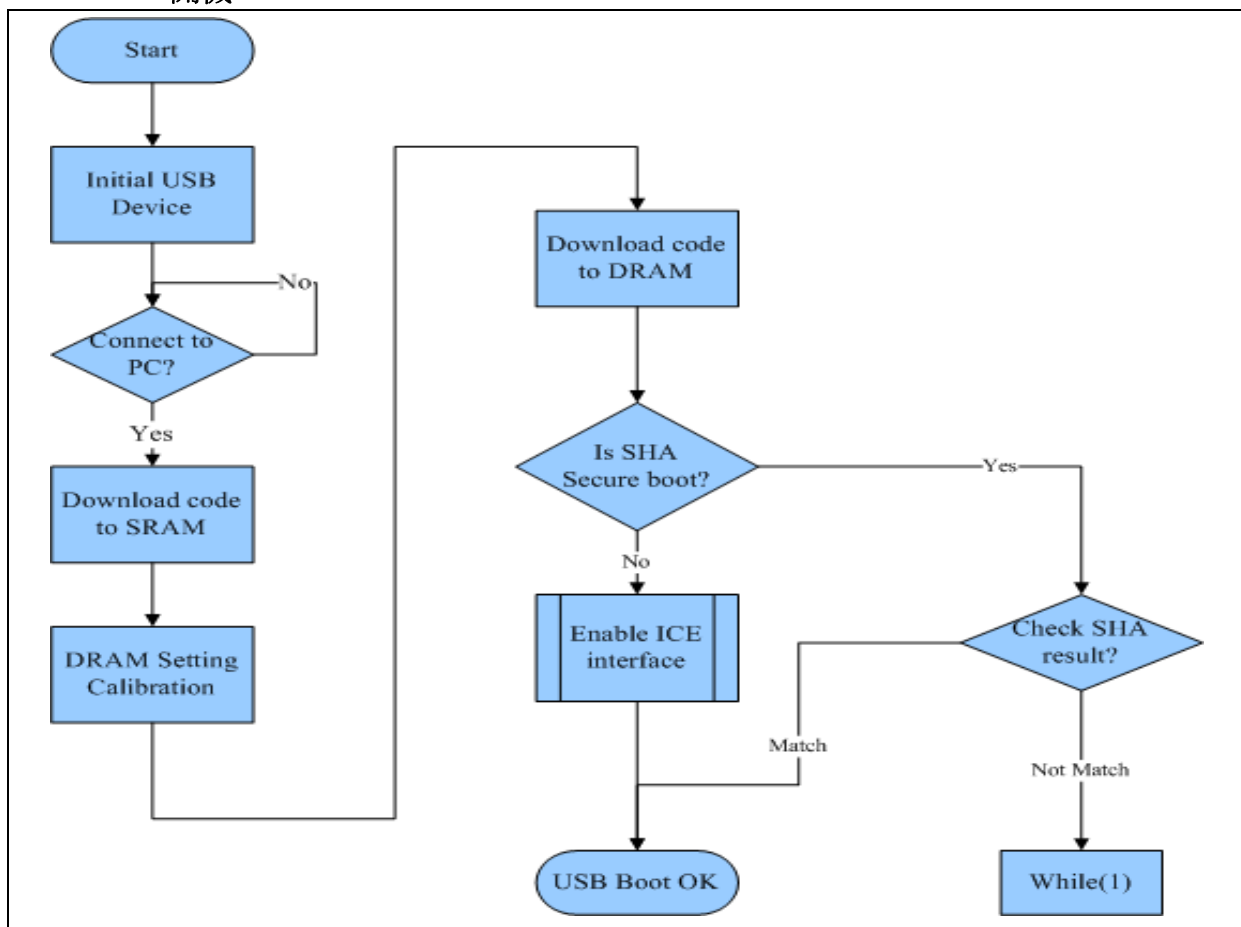 Start
Initial USB
Device
No
Connect to
PC?
Yes
Download code
to SRAM
DRAM Setting
Calibration
Download code
to DRAM
Is SHA
Secure boot?
Yes
No
Enable ICE
interface
Check SHA
result?
Match
Not Match
USB Boot OK
While(1)